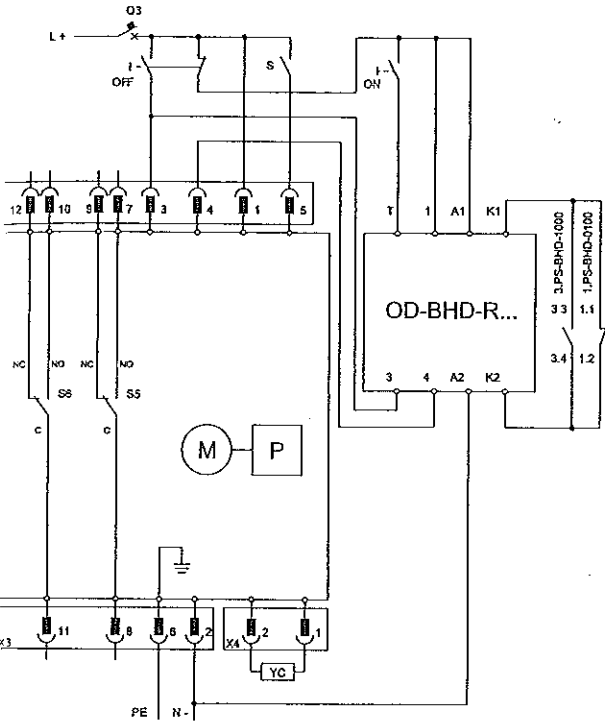 Q3
L+
I-
OFF
S
I-
ON
12 10 9 7 3 4 1 5
T 1 A1 K1
3.PS-BHD-1000
1.PS-BHD-0100
OD-BHD-R...
3.3 1.1
3.4 1.2
3 4 A2 K2
NC NO S6 NC NO S5
C C
M P
X3 11 8 6 2 X4 2 1
YC
PE N-